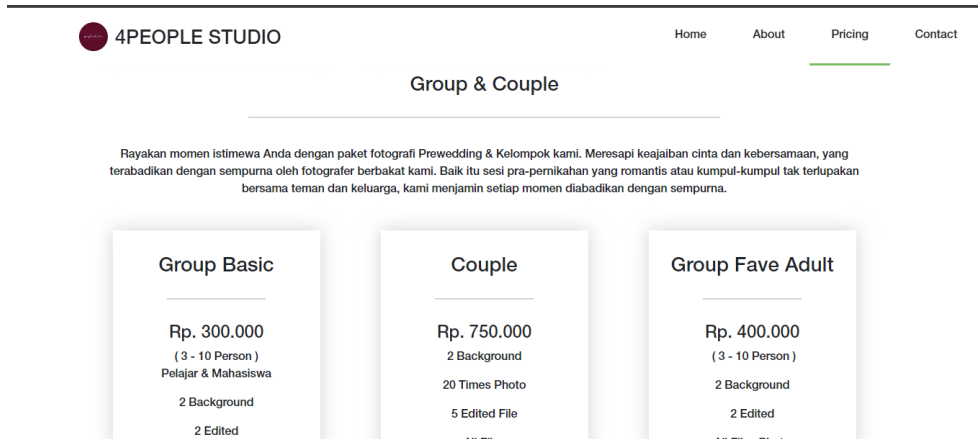 4PEOPLE STUDIO
Home
About
Pricing
Contact
Group & Couple
Rayakan momen istimewa Anda dengan paket fotografi Prewedding & Kelompok kami. Meresapi keajaiban cinta dan kebersamaan, yang
terabadikan dengan sempurna oleh fotografer berbakat kami. Baik itu sesi pra-pernikahan yang romantis atau kumpul-kumpul tak terlupakan
bersama teman dan keluarga, kami menjamin setiap momen diabadikan dengan sempurna.
Group Basic
Rp. 300.000
( 3 - 10 Person )
Pelajar & Mahasiswa
2 Background
2 Edited
Couple
Rp. 750.000
2 Background
20 Times Photo
5 Edited File
Group Fave Adult
Rp. 400.000
( 3 - 10 Person )
2 Background
2 Edited